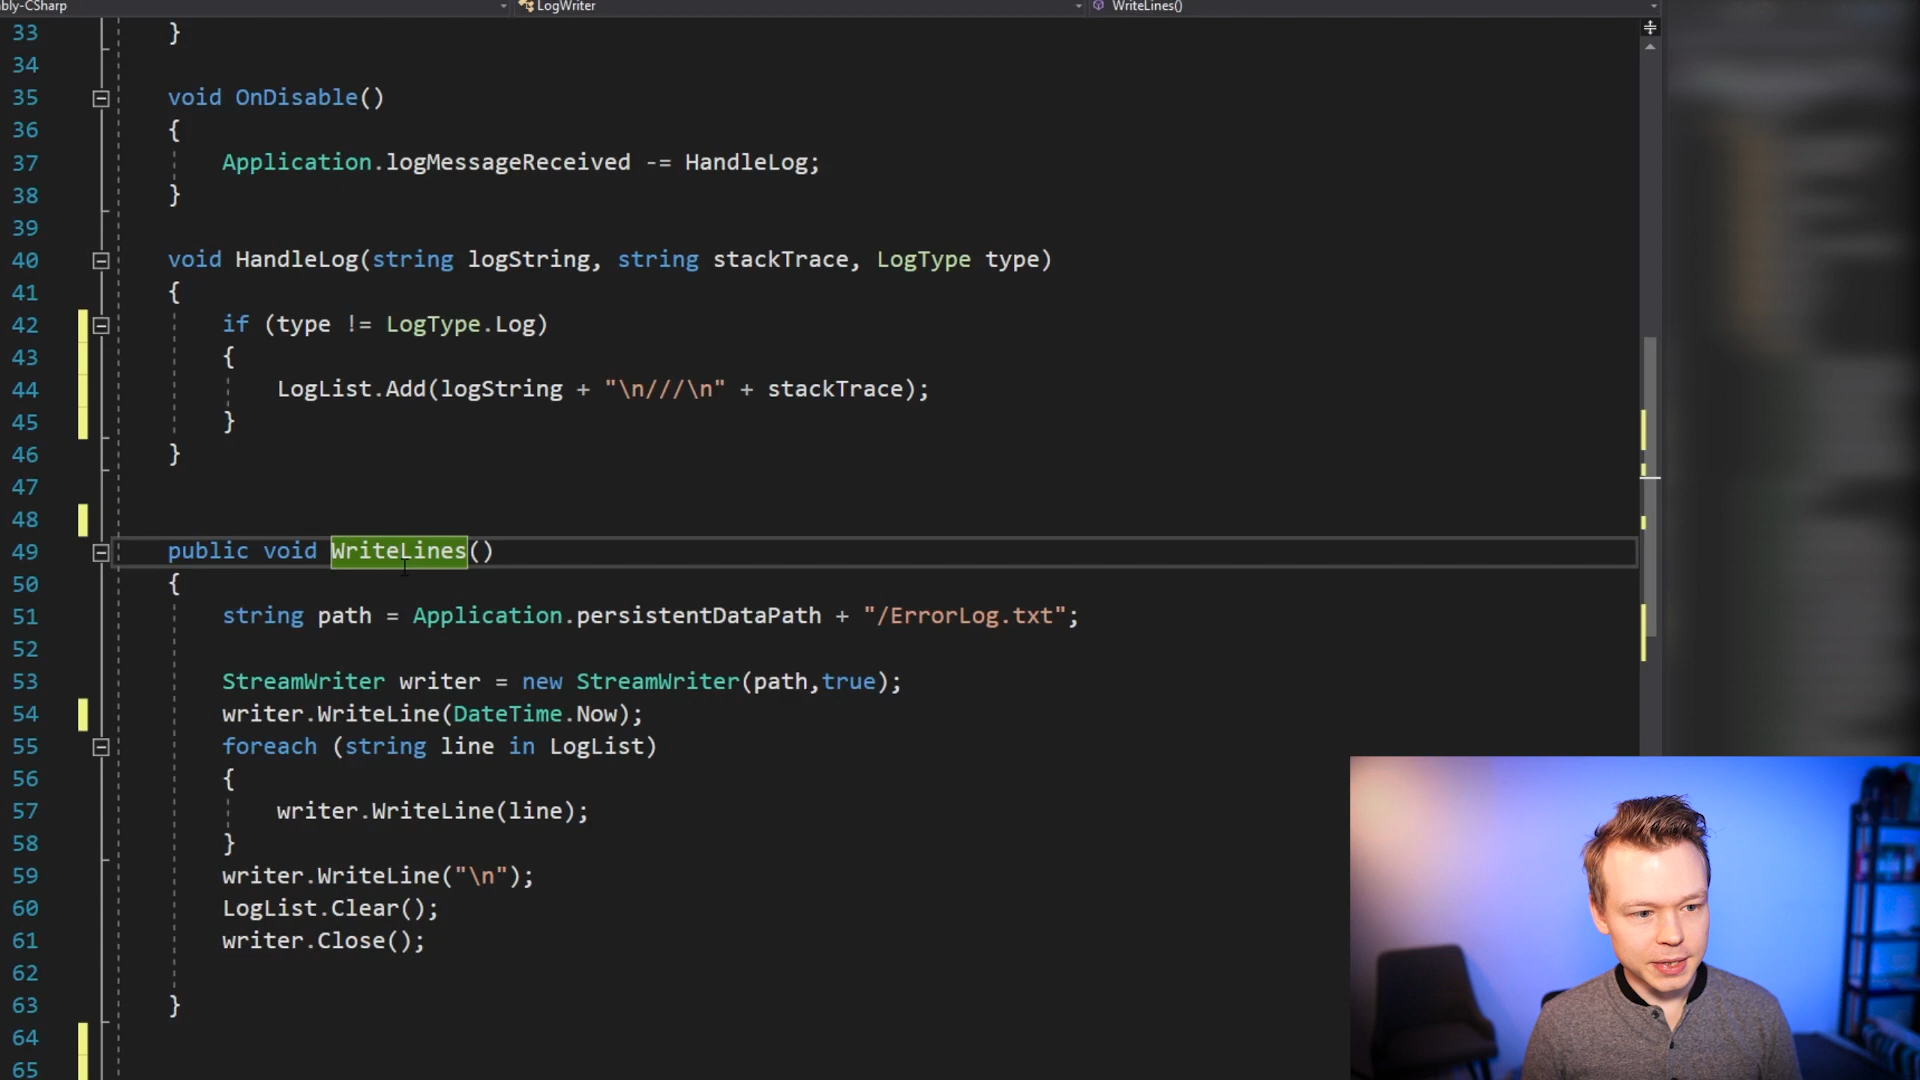 bly-CSharp LogWriter WriteLines()
33 }
34
35 void OnDisable()
36 {
37 Application.logMessageReceived -= HandleLog;
38 }
39
40 void HandleLog(string logString, string stackTrace, LogType type)
41 {
42 if (type != LogType.Log)
43 {
44 LogList.Add(logString + "\n///\n" + stackTrace);
45 }
46 }
47
48
49 public void WriteLines()
50 {
51 string path = Application.persistentDataPath + "/ErrorLog.txt";
52
53 StreamWriter writer = new StreamWriter(path,true);
54 writer.WriteLine(DateTime.Now);
55 foreach (string line in LogList)
56 {
57 writer.WriteLine(line);
58 }
59 writer.WriteLine("\n");
60 LogList.Clear();
61 writer.Close();
62
63 }
64
65